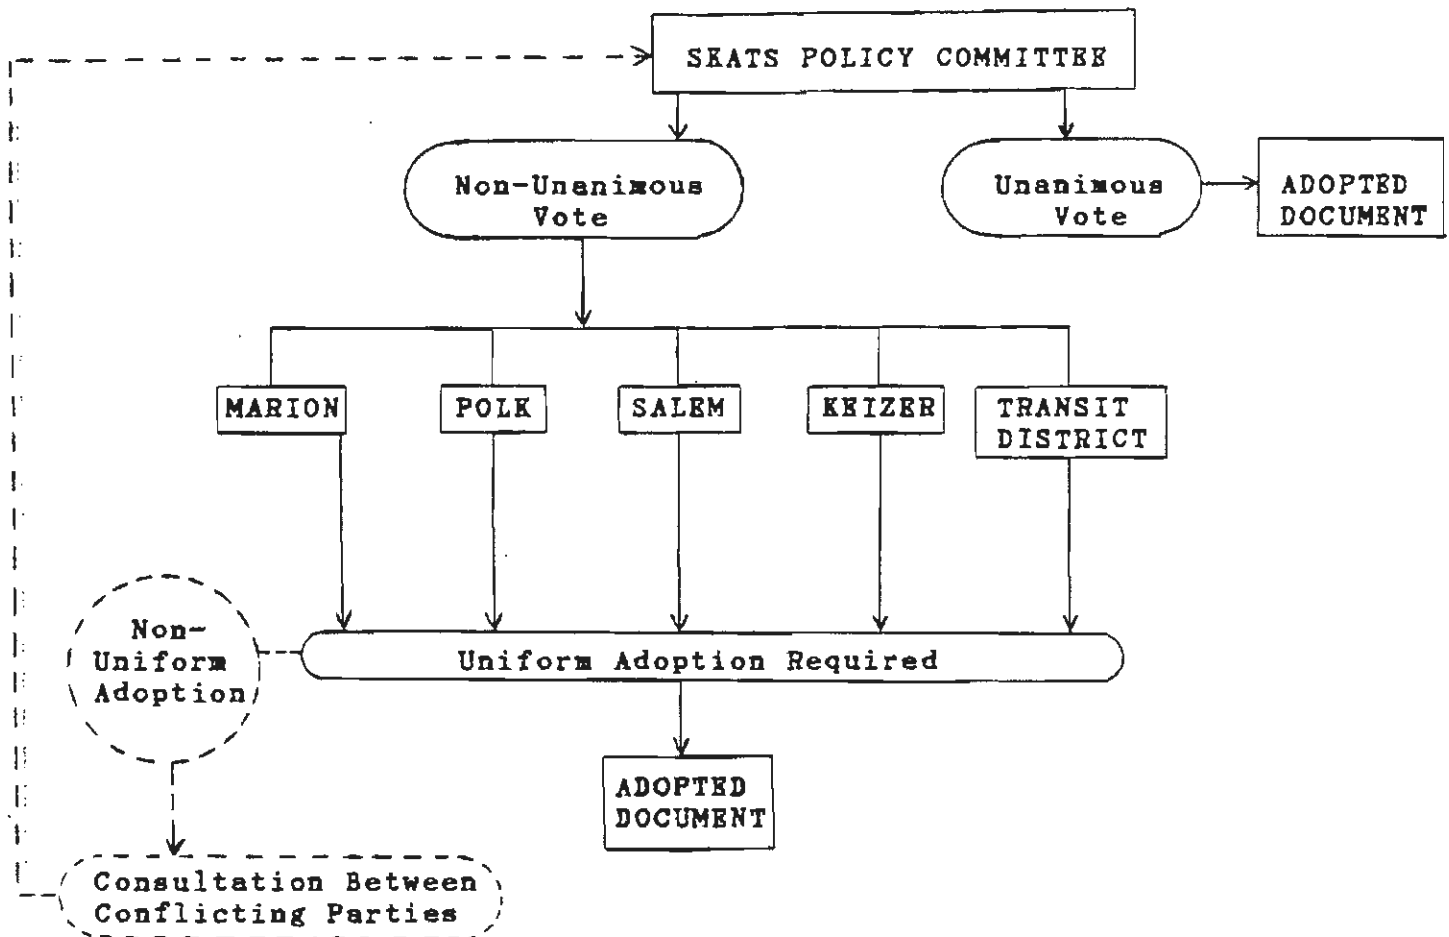 SKATS POLICY COMMITTEE
Non-Unanimous
Vote
Unanimous
Vote
ADOPTED
DOCUMENT
MARION
POLK
SALEM
KEIZER
TRANSIT
DISTRICT
Non-
Uniform
Adoption
Uniform Adoption Required
ADOPTED
DOCUMENT
Consultation Between
Conflicting Parties